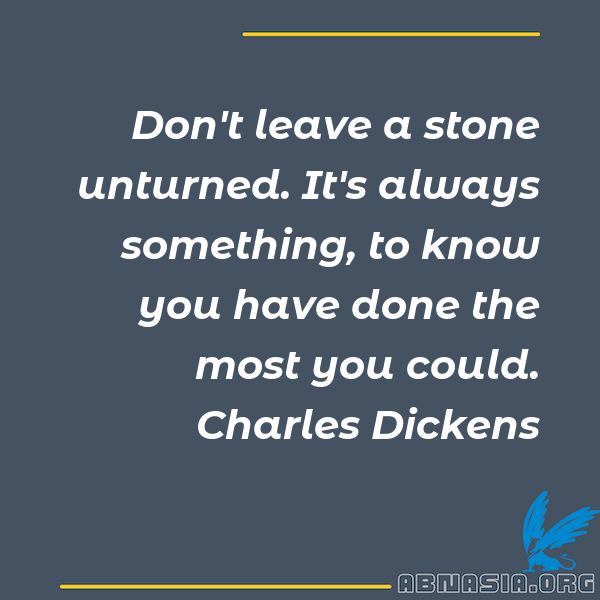 Don't leave a stone
unturned. It's always
something, to know
you have done the
most you could.
Charles Dickens
ABNASIA.ORG